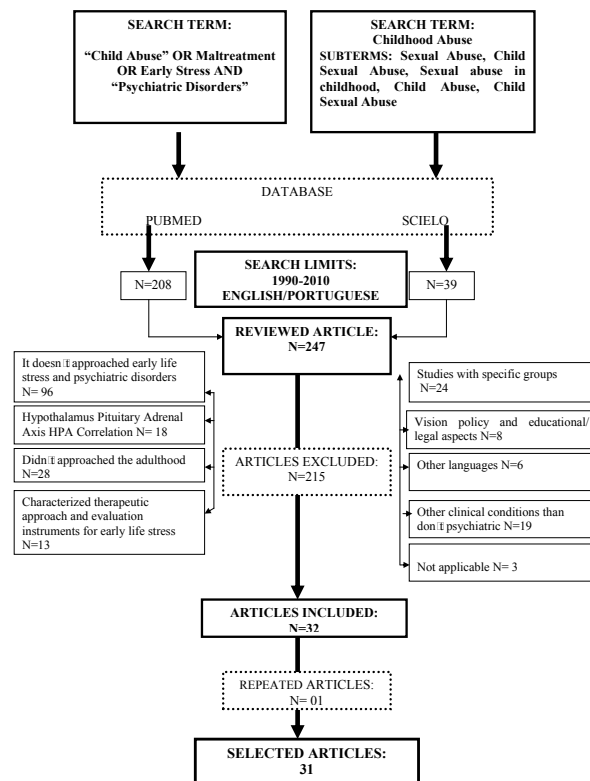 SEARCH TERM:
“Child Abuse” OR Maltreatment
OR Early Stress AND
“Psychiatric Disorders”
SEARCH TERM:
Childhood Abuse
SUBTERMS: Sexual Abuse, Child
Sexual Abuse, Sexual abuse in
childhood, Child Abuse, Child
Sexual Abuse
DATABASE
PUBMED
SCIELO
N=208
SEARCH LIMITS:
1990-2010
ENGLISH/PORTUGUESE
N=39
REVIEWED ARTICLE:
N=247
It doesn t approached early life
stress and psychiatric disorders
N= 96
Hypothalamus Pituitary Adrenal
Axis HPA Correlation N= 18
Didn t approached the adulthood
N=28
Characterized therapeutic
approach and evaluation
instruments for early life stress
N=13
ARTICLES EXCLUDED:
N=215
Studies with specific groups
N=24
Vision policy and educational/
legal aspects N=8
Other languages N=6
Other clinical conditions than
don t psychiatric N=19
Not applicable N= 3
ARTICLES INCLUDED:
N=32
REPEATED ARTICLES:
N= 01
SELECTED ARTICLES:
31